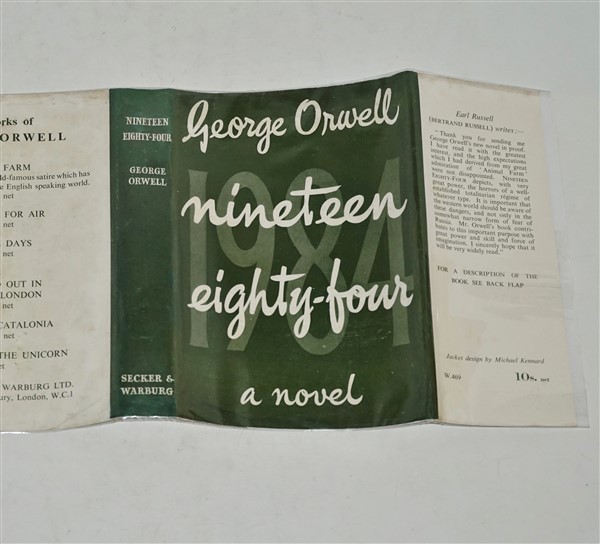 rks of
ORWELL
FARM
ld-famous satire which has
e English speaking world.
net
FOR AIR
net
DAYS
net
OUT IN
LONDON
net
CATALONIA
net
THE UNICORN
net
WARBURG LTD.
ury, London, W.C.1
NINETEEN
EIGHTY-FOUR
GEORGE
ORWELL
SECKER &
WARBURG
George Orwell
1984
nineteen
eighty-four
a novel
Earl Russell
(BERTRAND RUSSELL) writes:—
"Thank you for sending me
George Orwell's new novel in proof.
I have read it with the greatest
interest, and the high expectations
which I had derived from my great
admiration of 'Animal Farm'
were not disappointed. NINETEEN
EIGHTY-FOUR depicts, with very
great power, the horrors of a well-
established totalitarian regime of
whatever type. It is important that
the western world should be aware of
these dangers, and not only in the
somewhat narrow form of fear of
Russia. Mr. Orwell's book contri-
butes to this important purpose with
great power and skill and force of
imagination. I sincerely hope that it
will be very widely read."
FOR A DESCRIPTION OF THE
BOOK SEE BACK FLAP
Jacket design by Michael Kennard
W.469 10s. net